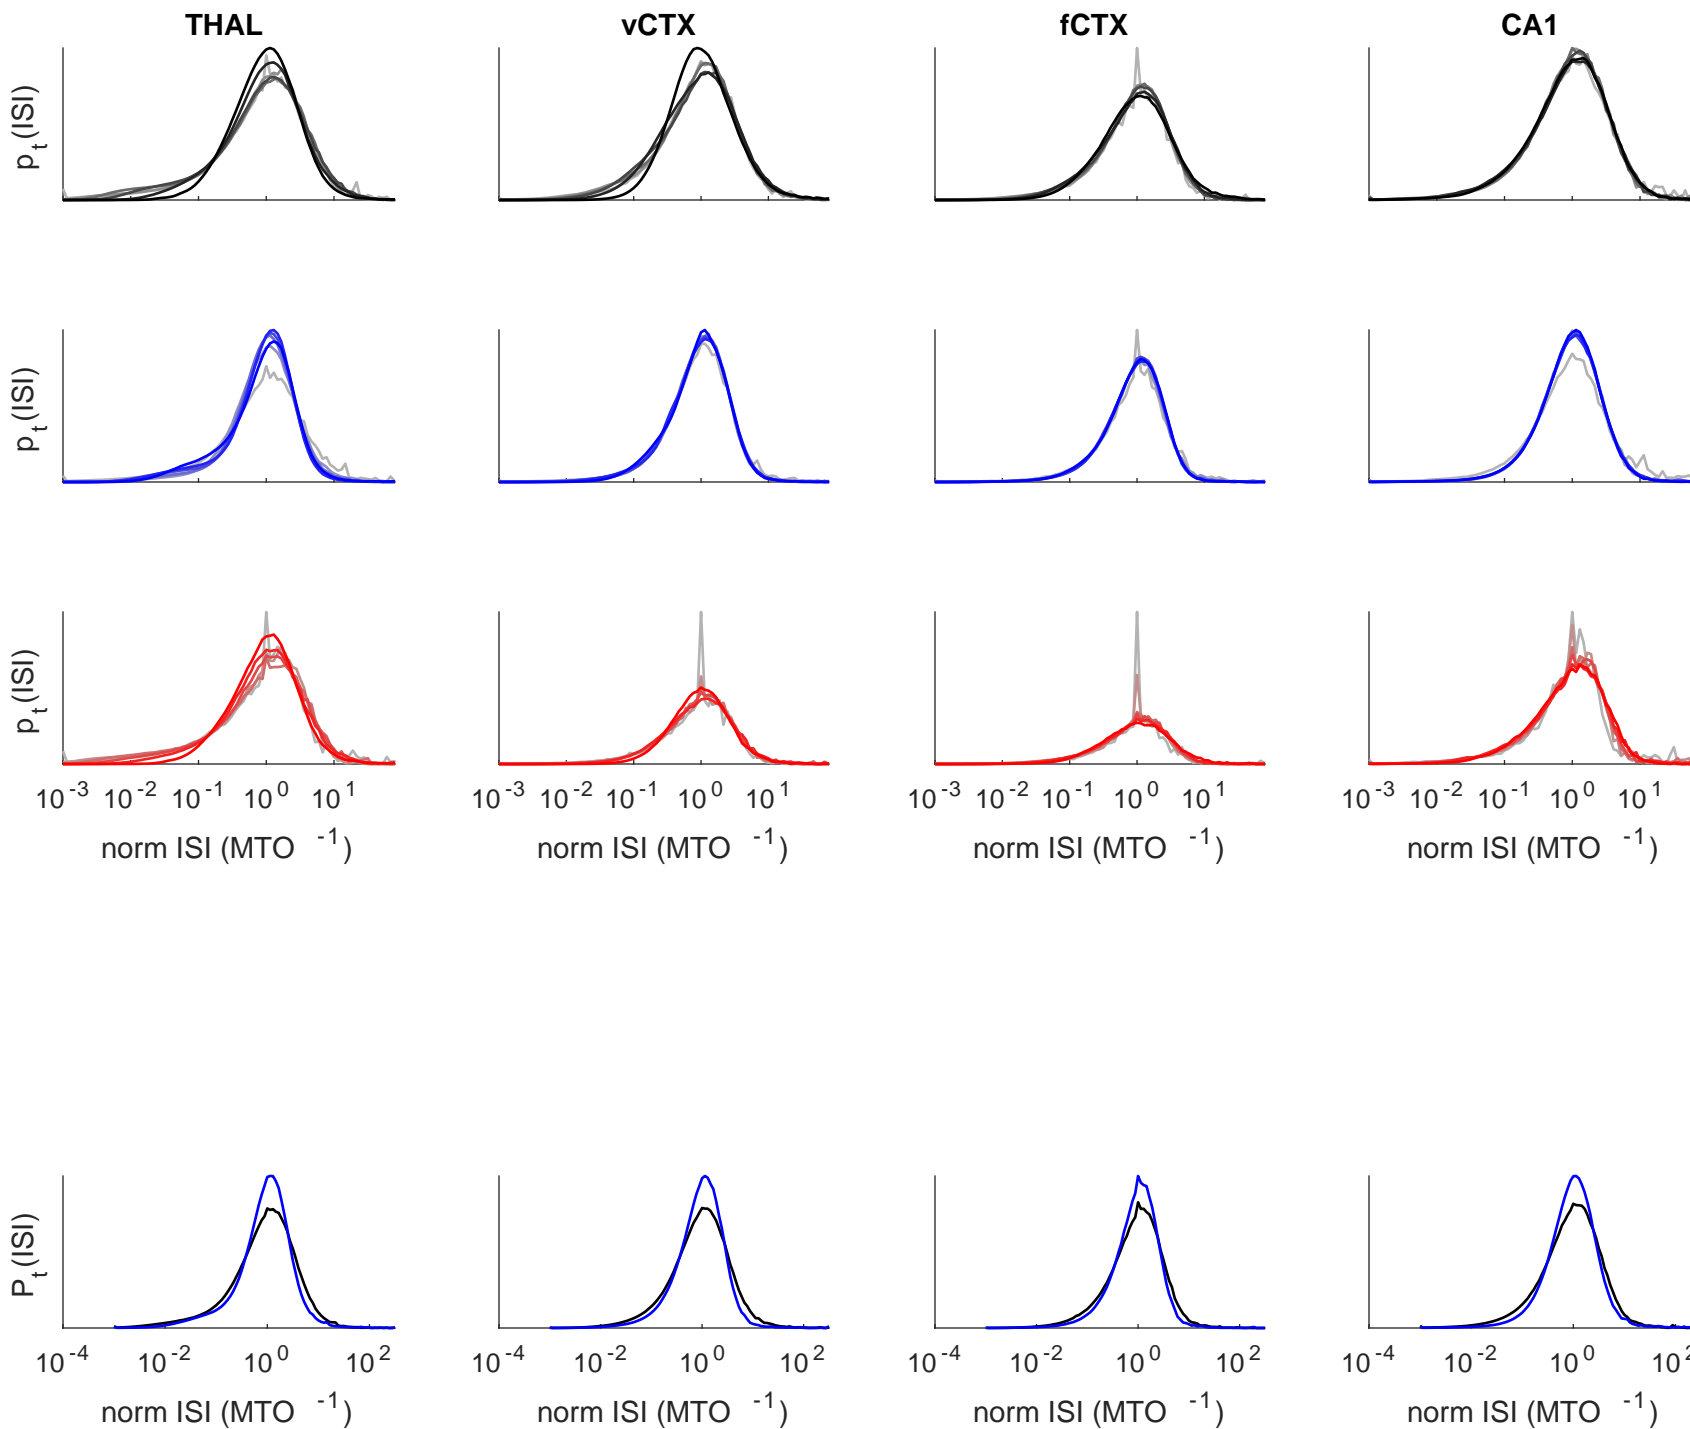 THAL vCTX fCTX CA1
p_t(ISI)
p_t(ISI)
p_t(ISI)
10^-3 10^-2 10^-1 10^0 10^1 10^-3 10^-2 10^-1 10^0 10^1 10^-4 10^-3 10^-2 10^-1 10^0 10^1 10^-3 10^-2 10^-1 10^0 10^1
norm ISI (MTO ^-1) norm ISI (MTO ^-1) norm ISI (MTO ^-1) norm ISI (MTO ^-1)
P_t(ISI)
10^-4 10^-2 10^0 10^2 10^-4 10^-2 10^0 10^2 10^-4 10^-2 10^0 10^2 10^-4 10^-2 10^0 10^2
norm ISI (MTO ^-1) norm ISI (MTO ^-1) norm ISI (MTO ^-1) norm ISI (MTO ^-1)